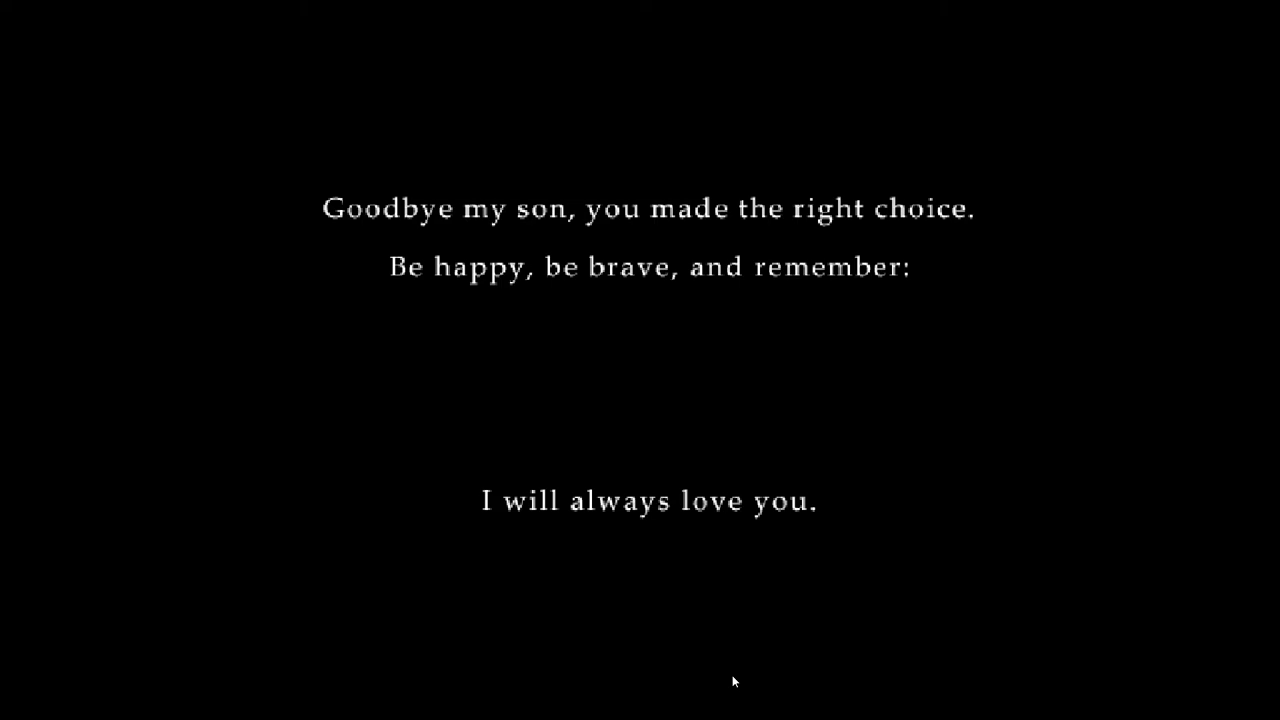 Goodbye my son, you made the right choice.
Be happy, be brave, and remember:
I will always love you.